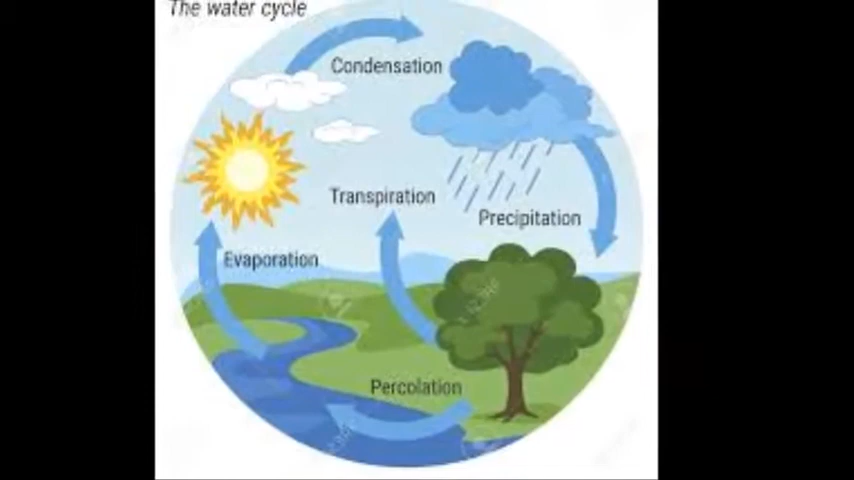 The water cycle
Condensation
Transpiration
Precipitation
Evaporation
Percolation